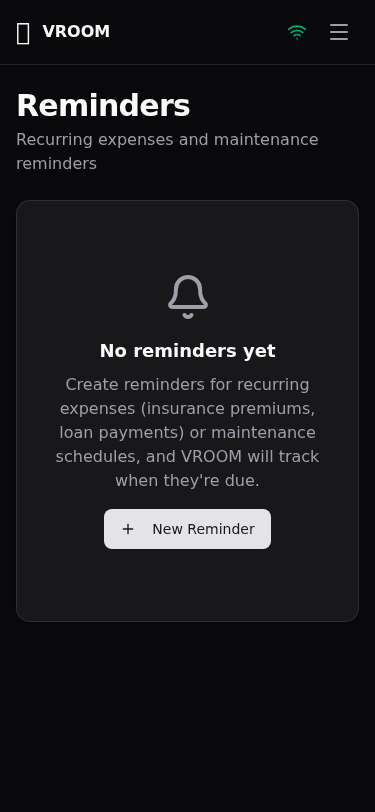 VROOM
Reminders
Recurring expenses and maintenance
reminders
No reminders yet
Create reminders for recurring
expenses (insurance premiums,
loan payments) or maintenance
schedules, and VROOM will track
when they're due.
New Reminder